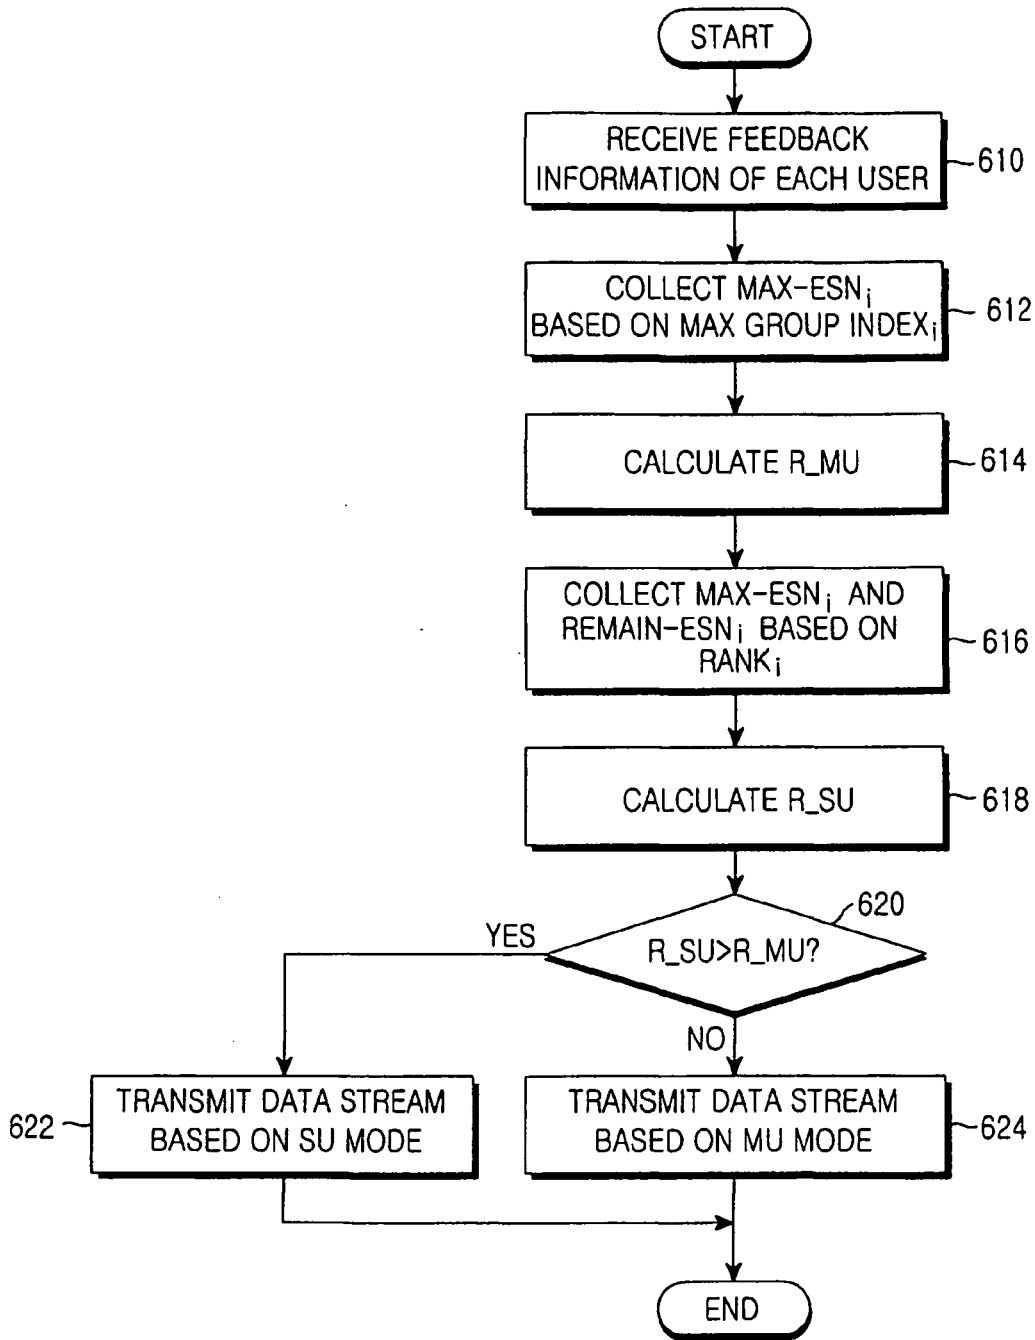 START
RECEIVE FEEDBACK
INFORMATION OF EACH USER
610
COLLECT MAX-ESNi
BASED ON MAX GROUP INDEXi
612
CALCULATE R_MU
614
COLLECT MAX-ESNi AND
REMAIN-ESNi BASED ON
RANKi
616
CALCULATE R_SU
618
620
R_SU>R_MU?
YES
NO
TRANSMIT DATA STREAM
BASED ON SU MODE
622
TRANSMIT DATA STREAM
BASED ON MU MODE
624
END